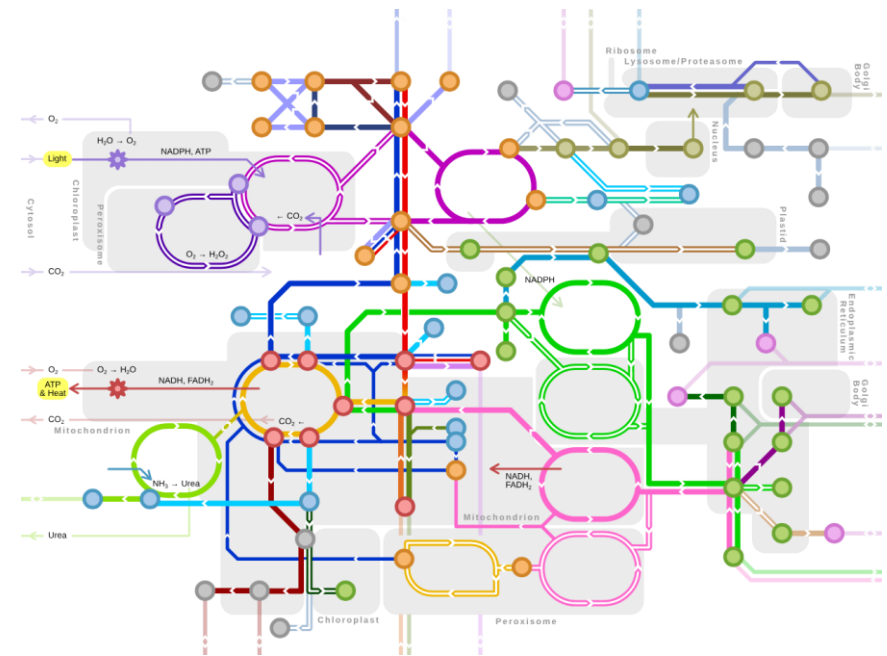 Ribosome
Lysosome/Proteasome
Golgi
Body
O₂
H₂O → O₂
Light
NADPH, ATP
Nucleus
Cytosol
Chloroplast
Peroxisome
← CO₂
O₂ → H₂O₂
Plastid
CO₂
NADPH
Endoplasmic
Reticulum
O₂
O₂ → H₂O
ATP
& Heat
NADH, FADH₂
CO₂
CO₂ ←
Mitochondrion
Golgi
Body
NH₃ → Urea
NADH,
FADH₂
Mitochondrion
Urea
Chloroplast
Peroxisome